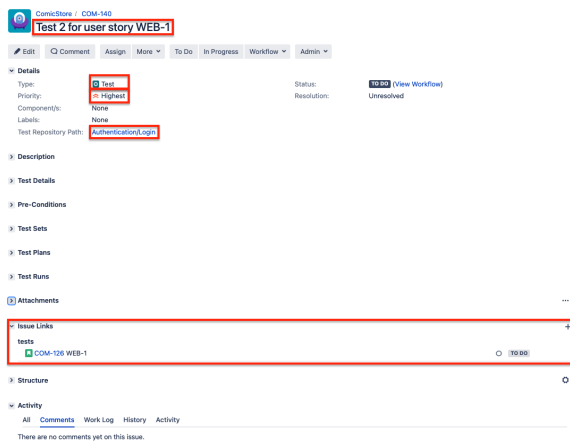 ComicStore / COM-140
Test 2 for user story WEB-1
Edit Comment Assign More To Do In Progress Workflow Admin
Details
Type: Test Status: TO DO (View Workflow)
Priority: Highest Resolution: Unresolved
Component/s: None
Labels: None
Test Repository Path: Authentication/Login
Description
Test Details
Pre-Conditions
Test Sets
Test Plans
Test Runs
Attachments
Issue Links
tests
COM-126 WEB-1 TO DO
Structure
Activity
All Comments Work Log History Activity
There are no comments yet on this issue.